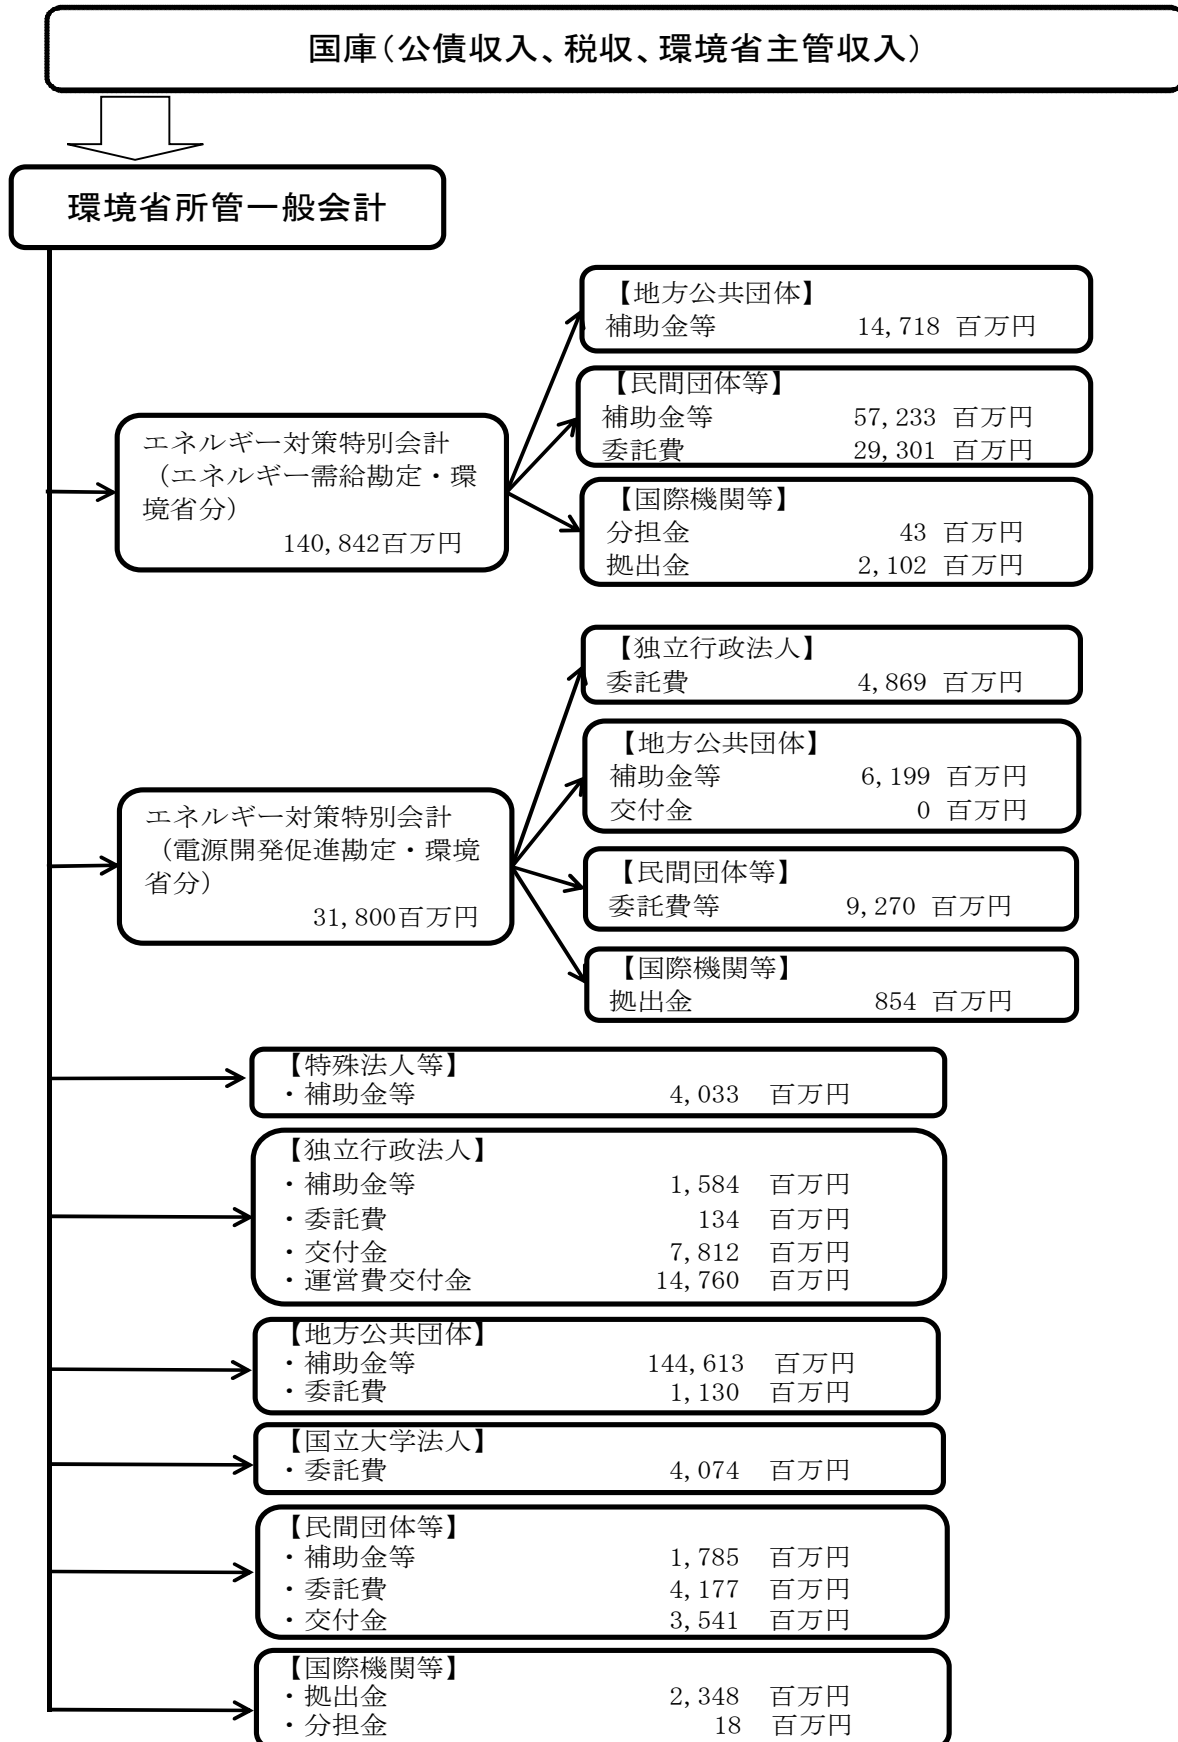 国庫(公債収入、税収、環境省主管収入)
環境省所管一般会計
【地方公共団体】
補助金等 14,718 百万円
【民間団体等】
補助金等 57,233 百万円
委託費 29,301 百万円
エネルギー対策特別会計
(エネルギー需給勘定・環
境省分)
140,842百万円
【国際機関等】
分担金 43 百万円
拠出金 2,102 百万円
【独立行政法人】
委託費 4,869 百万円
【地方公共団体】
補助金等 6,199 百万円
交付金 0 百万円
エネルギー対策特別会計
(電源開発促進勘定・環境
省分)
31,800百万円
【民間団体等】
委託費等 9,270 百万円
【国際機関等】
拠出金 854 百万円
【特殊法人等】
・補助金等 4,033 百万円
【独立行政法人】
・補助金等 1,584 百万円
・委託費 134 百万円
・交付金 7,812 百万円
・運営費交付金 14,760 百万円
【地方公共団体】
・補助金等 144,613 百万円
・委託費 1,130 百万円
【国立大学法人】
・委託費 4,074 百万円
【民間団体等】
・補助金等 1,785 百万円
・委託費 4,177 百万円
・交付金 3,541 百万円
【国際機関等】
・拠出金 2,348 百万円
・分担金 18 百万円